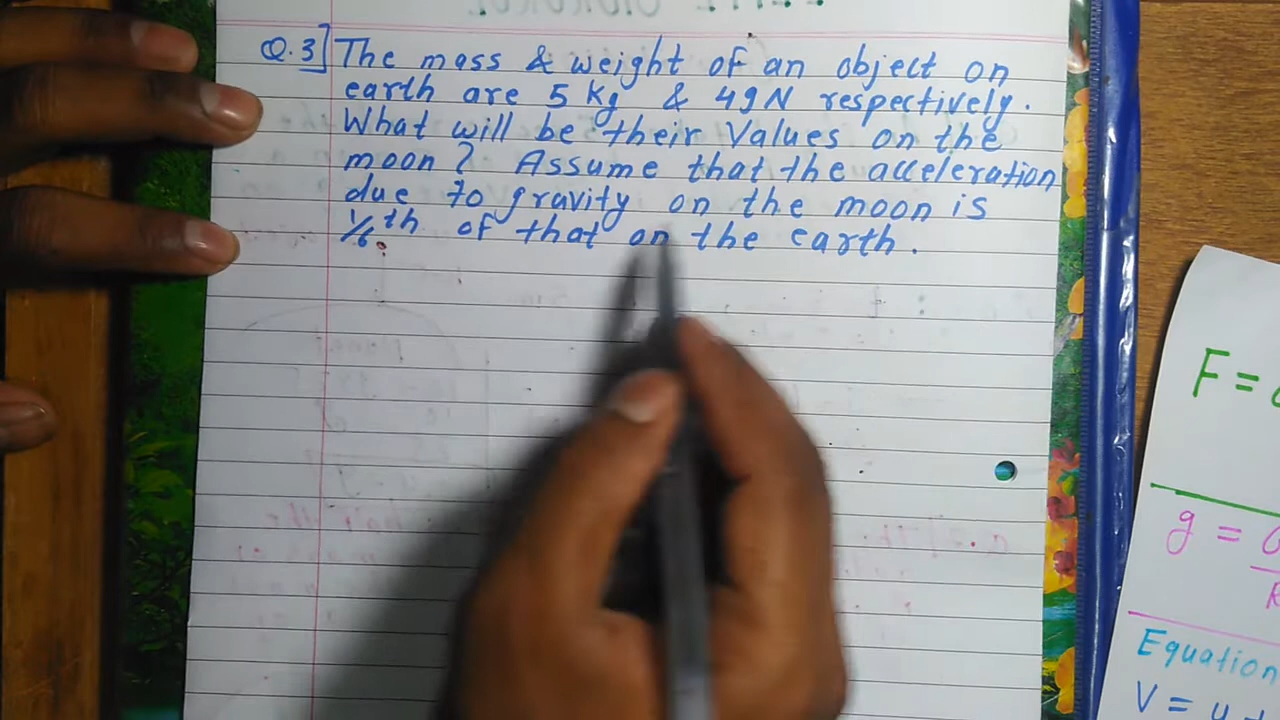 Q.3] The mass & weight of an object on
earth are 5 kg & 49N respectively.
What will be their values on the
moon? Assume that the acceleration
due to gravity on the moon is
1/6th of that on the earth.
F =
g =
Equation
V = u +